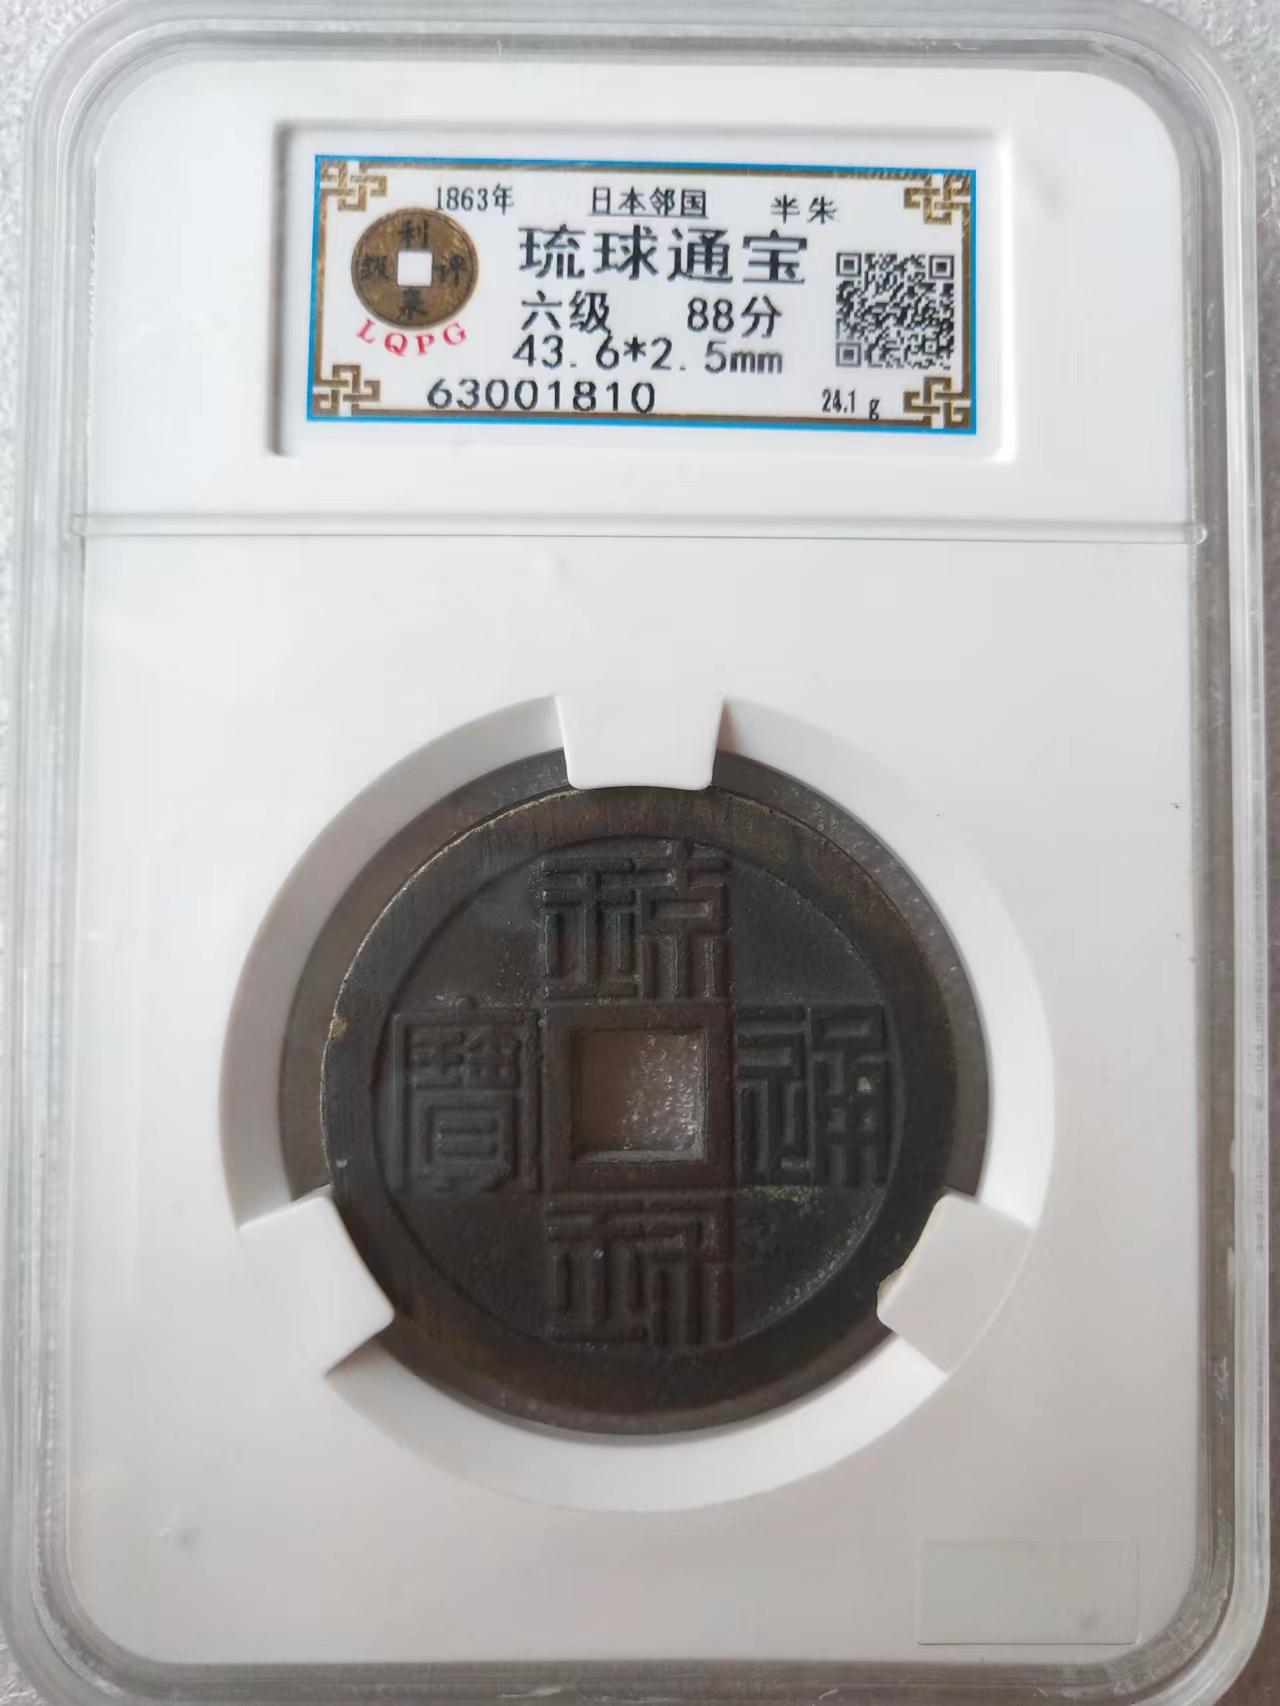 1863年 日本邻国 半朱
琉球通宝
利泉评级
LQPG
六级 88分
43.6*2.5mm
63001810
24.1 g
琉球通寶